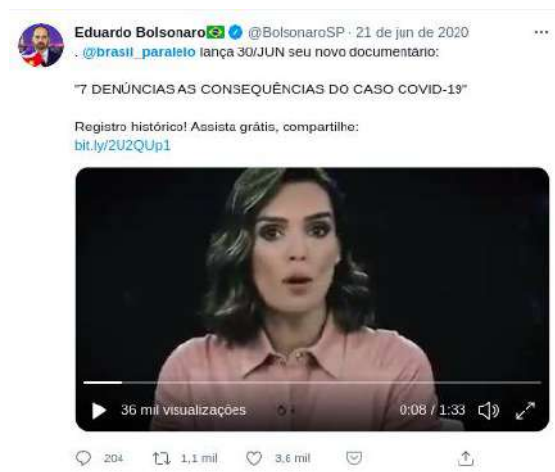 Eduardo Bolsonaro @BolsonaroSP · 21 de jun de 2020
. @brasil_paralelo lança 30/JUN seu novo documentário:
"7 DENÚNCIAS AS CONSEQUÊNCIAS DO CASO COVID-19"
Registro histórico! Assista grátis, compartilhe:
bit.ly/2U2QUp1
36 mil visualizações 0:08 / 1:33
204 1,1 mil 3,6 mil